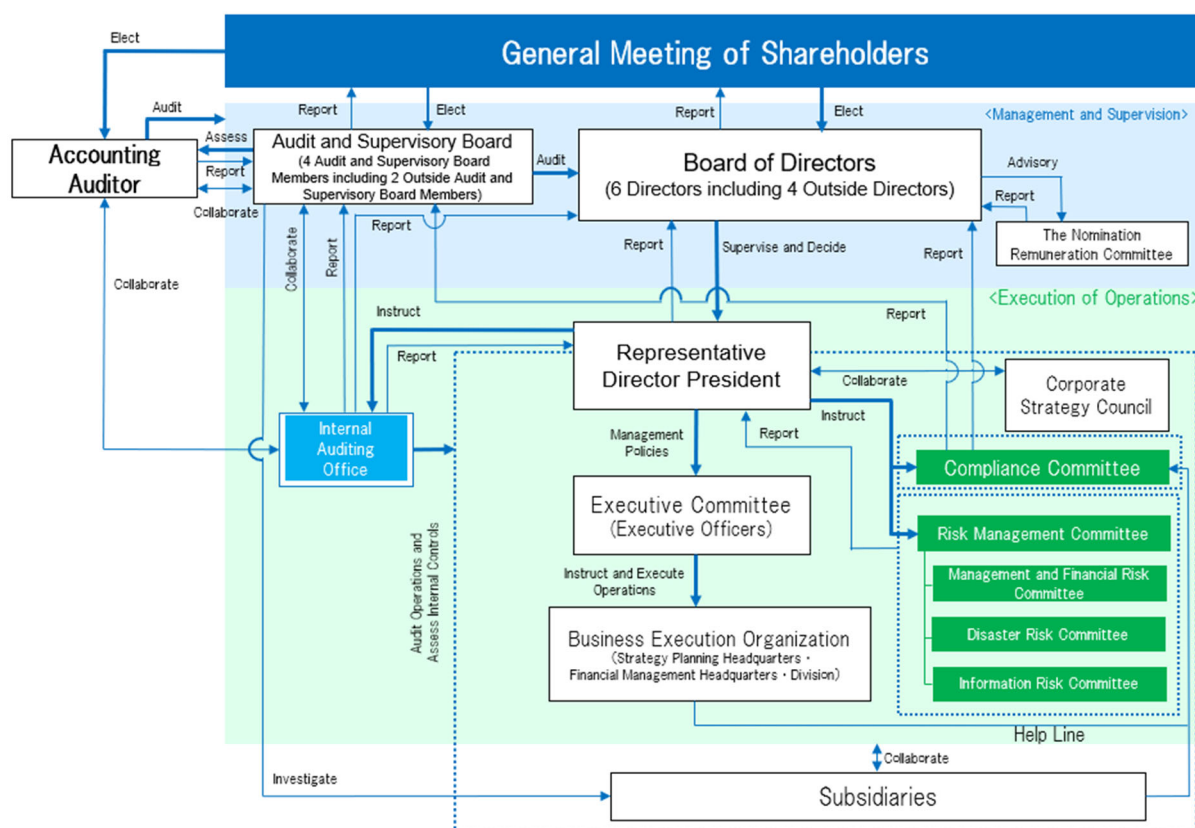 General Meeting of Shareholders
Elect
Audit
Report
Elect
Report
Elect
<Management and Supervision>
Accounting
Auditor
Assess
Report
Collaborate
Audit and Supervisory Board
(4 Audit and Supervisory Board
Members including 2 Outside Audit and
Supervisory Board Members)
Audit
Board of Directors
(6 Directors including 4 Outside Directors)
Advisory
Report
The Nomination
Remuneration Committee
Collaborate
Collaborate
Report
Report
Report
Supervise and Decide
Report
<Execution of Operations>
Instruct
Report
Report
Representative
Director President
Collaborate
Corporate
Strategy Council
Instruct
Report
Internal
Auditing
Office
Management
Policies
Compliance Committee
Executive Committee
(Executive Officers)
Risk Management Committee
Audit Operations and
Assess Internal Controls
Instruct and Execute
Operations
Management and Financial Risk
Committee
Business Execution Organization
(Strategy Planning Headquarters・
Financial Management Headquarters・Division)
Disaster Risk Committee
Information Risk Committee
Help Line
Collaborate
Investigate
Subsidiaries